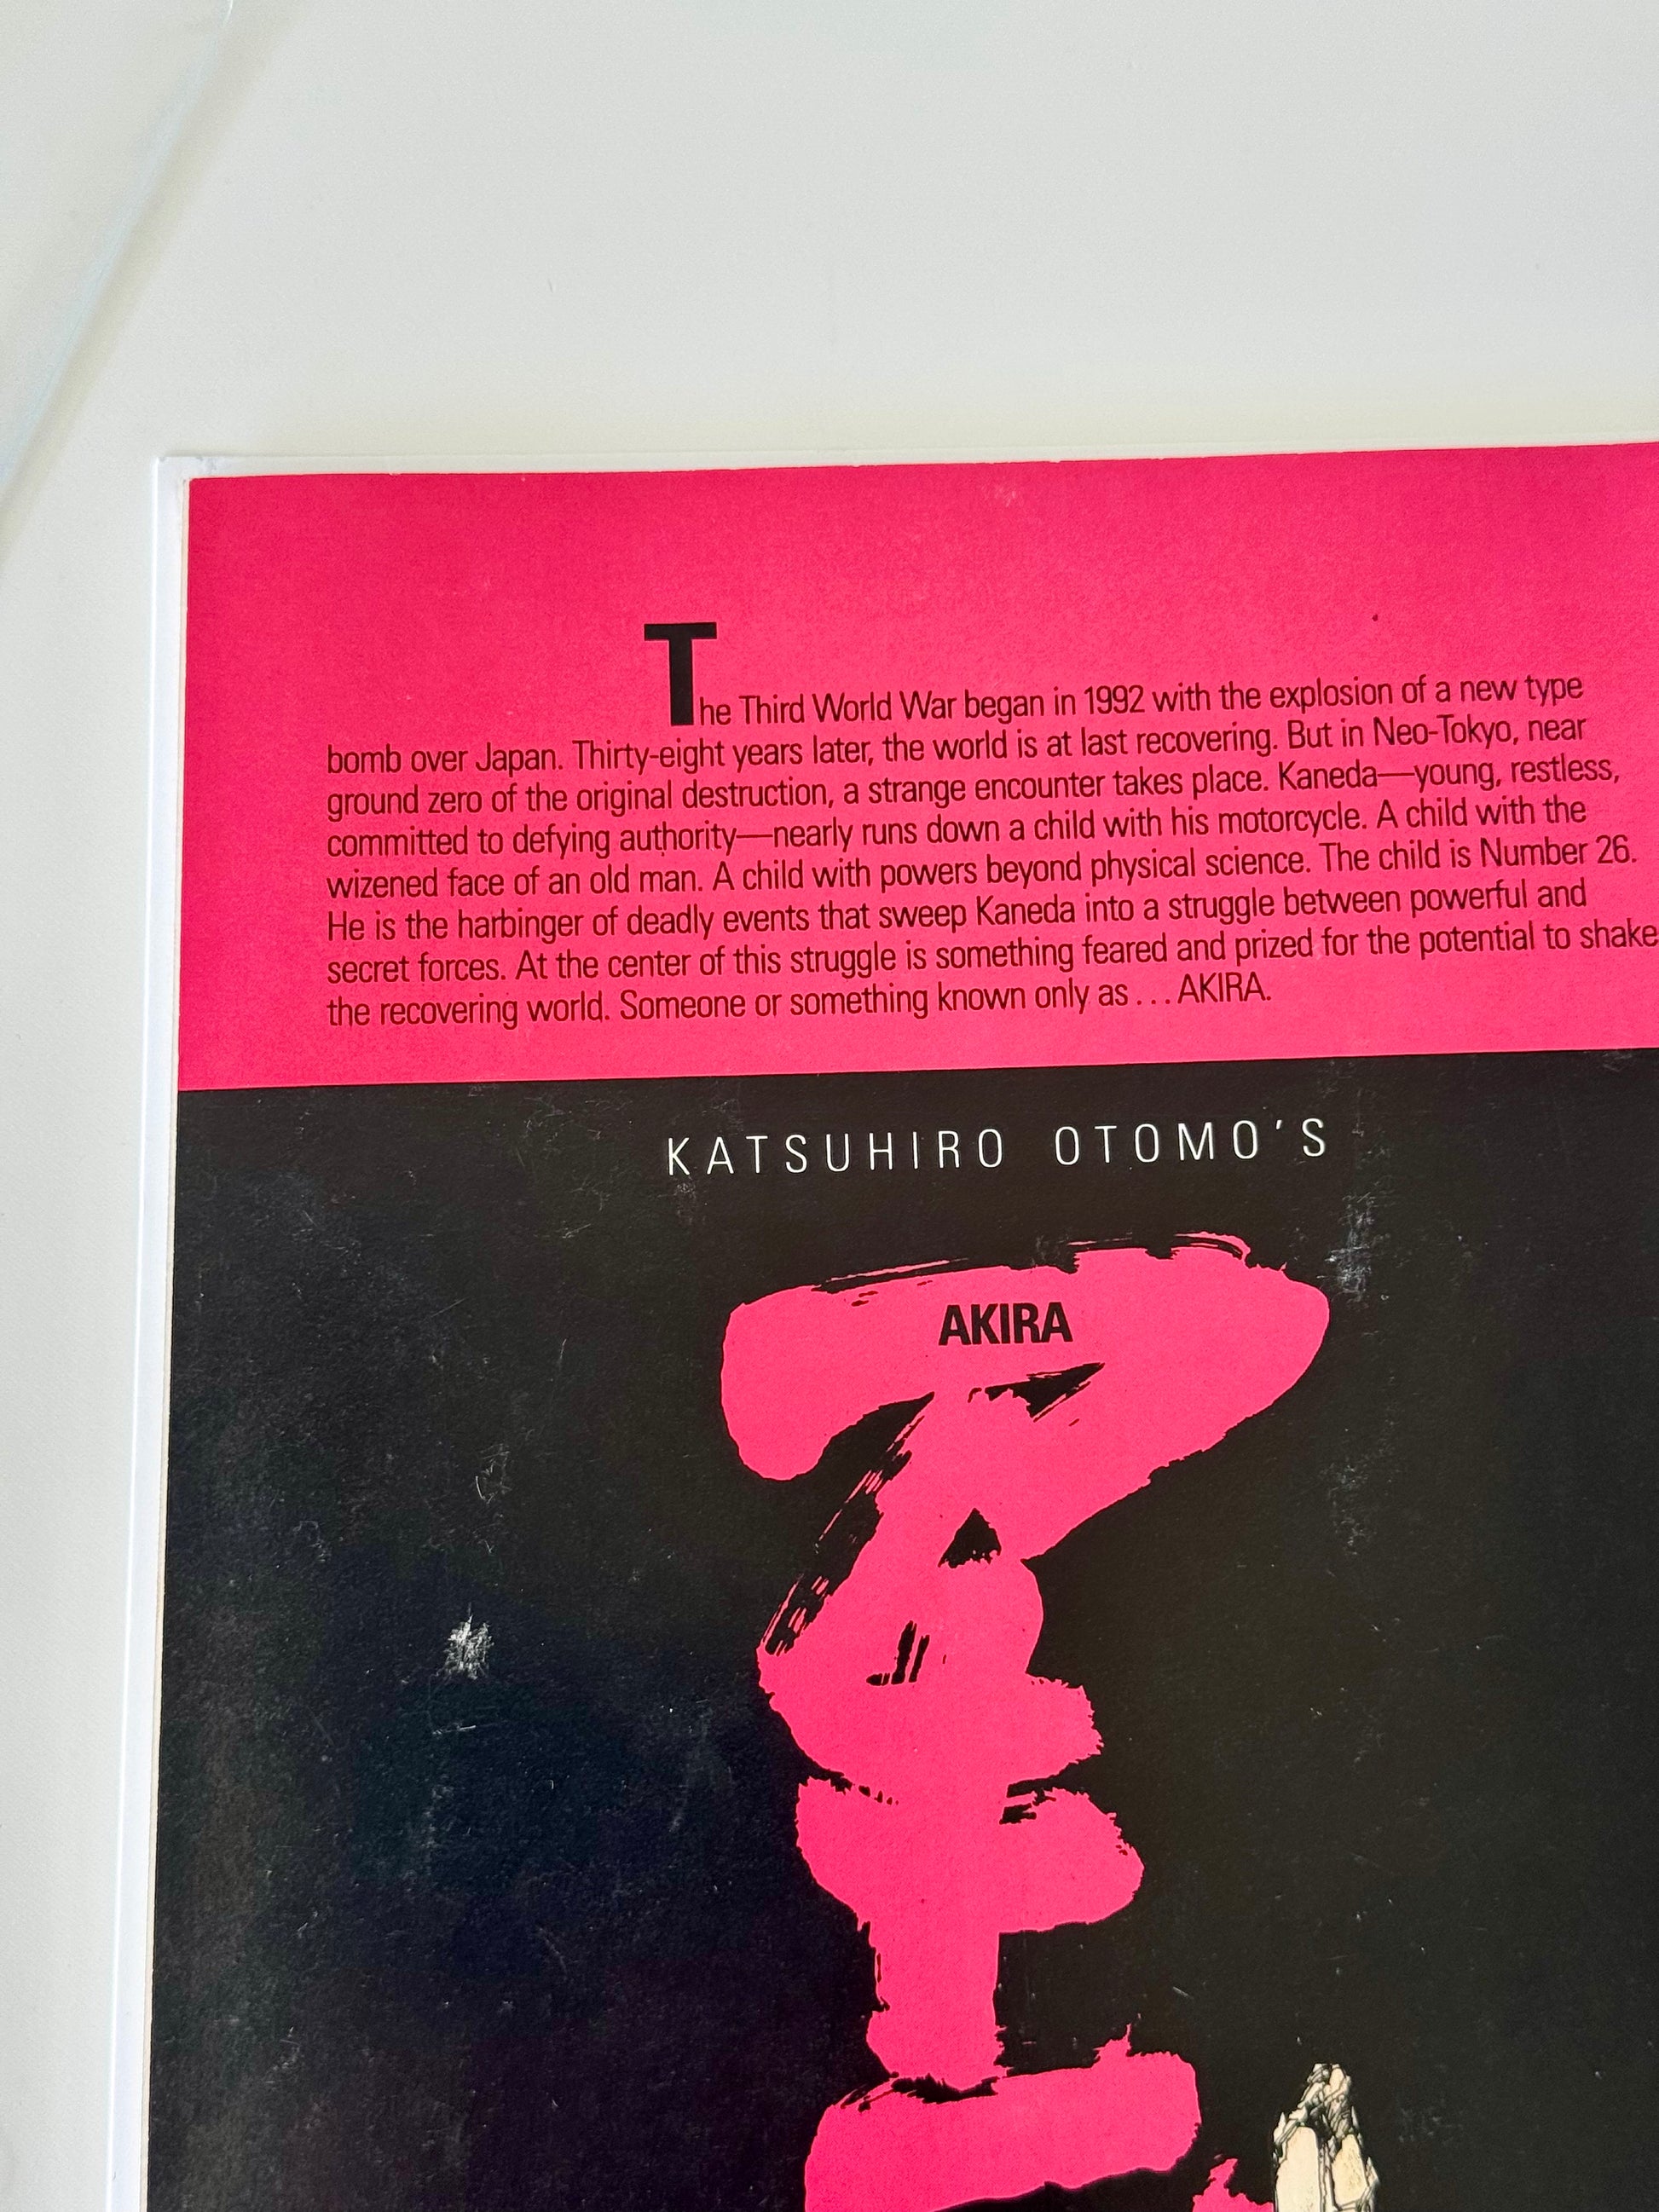 The Third World War began in 1992 with the explosion of a new type
bomb over Japan. Thirty-eight years later, the world is at last recovering. But in Neo-Tokyo, near
ground zero of the original destruction, a strange encounter takes place. Kaneda—young, restless,
committed to defying authority—nearly runs down a child with his motorcycle. A child with the
wizened face of an old man. A child with powers beyond physical science. The child is Number 26.
He is the harbinger of deadly events that sweep Kaneda into a struggle between powerful and
secret forces. At the center of this struggle is something feared and prized for the potential to shake
the recovering world. Someone or something known only as . . . AKIRA.
KATSUHIRO OTOMO'S
AKIRA
アキ